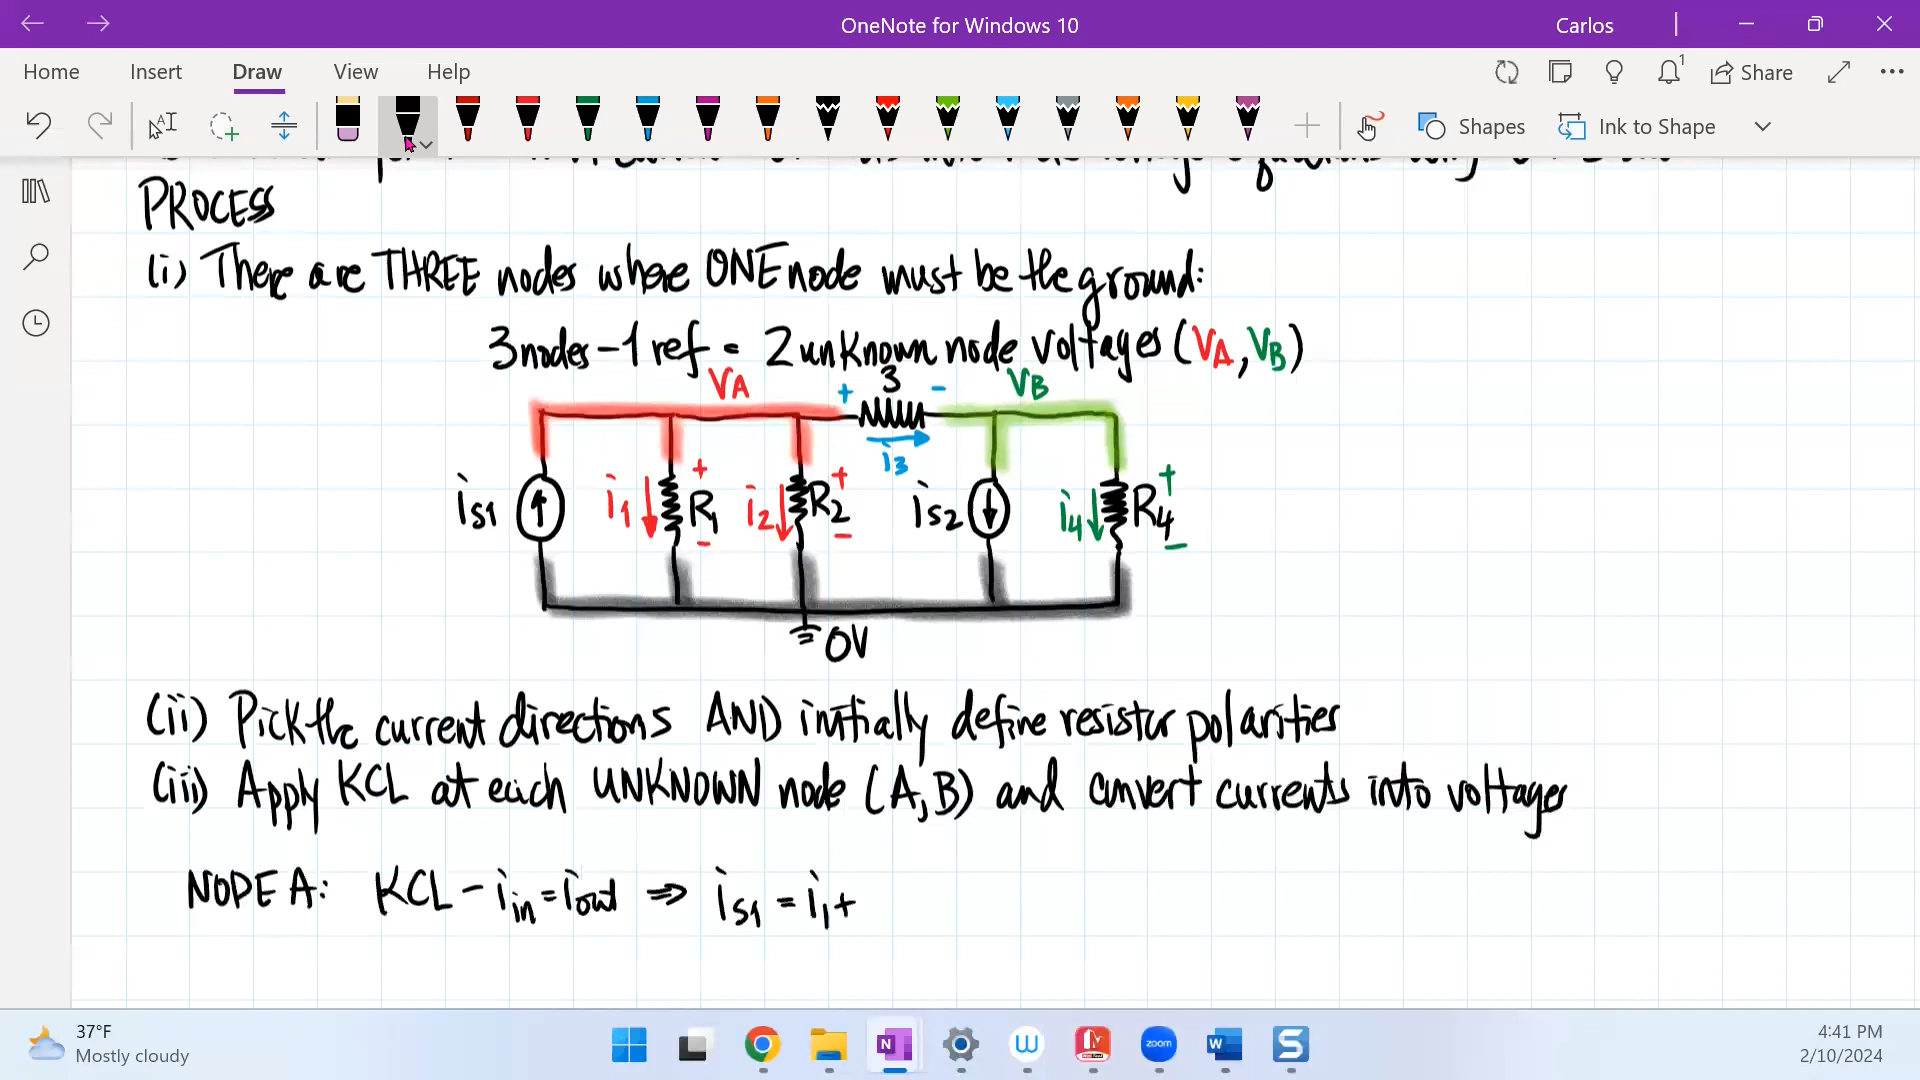 OneNote for Windows 10
Carlos
Home Insert Draw View Help
1
Share
Shapes
Ink to Shape
PROCESS
(i) There are THREE nodes where ONE node must be the ground:
3 nodes - 1 ref = 2 unknown node voltages (VA, VB)
VA + 3 - VB
i3
is1 i1 + R1 - i2 + R2 - is2 i4 + R4 -
0V
(ii) Pick the current directions AND initially define resistor polarities
(iii) Apply KCL at each UNKNOWN node (A, B) and convert currents into voltages
NODE A: KCL - iin = iout ⇒ is1 = i1 +
37°F
Mostly cloudy
N
zoom
W
S
4:41 PM
2/10/2024